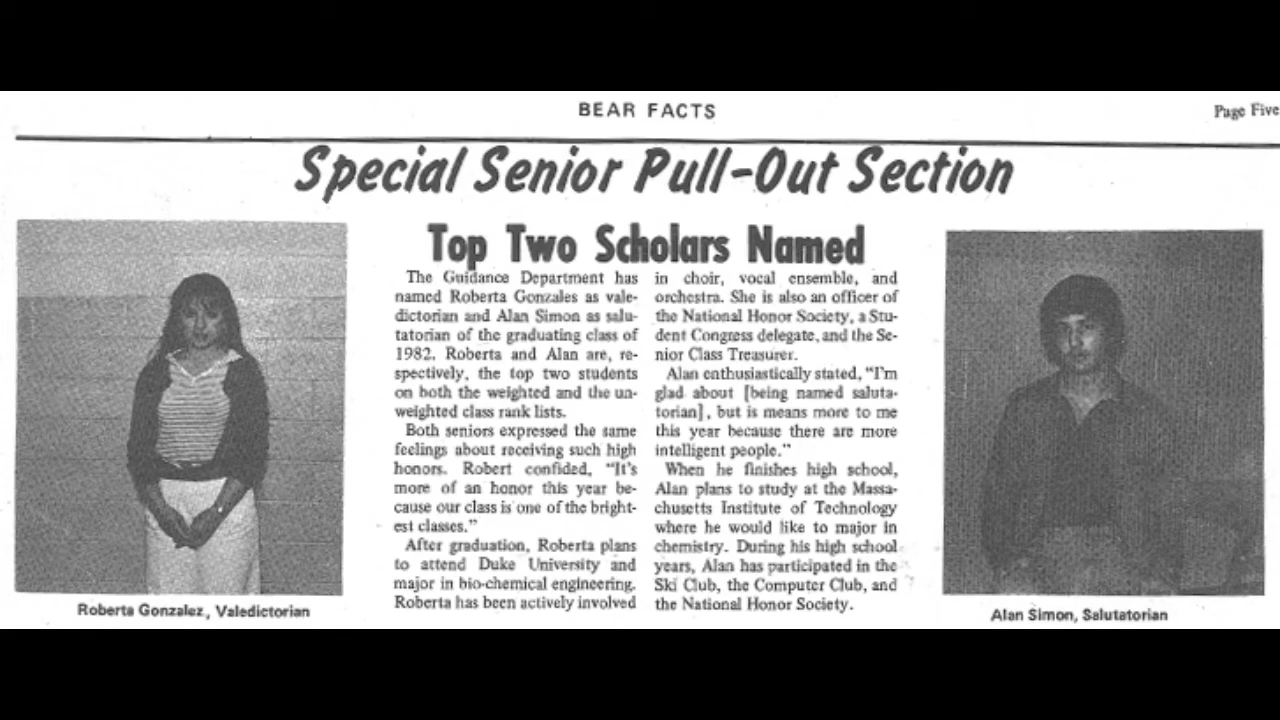 BEAR FACTS
Page Five
Special Senior Pull-Out Section
Top Two Scholars Named
The Guidance Department has
named Roberta Gonzales as vale-
dictorian and Alan Simon as salu-
tatorian of the graduating class of
1982. Roberta and Alan are, re-
spectively, the top two students
on both the weighted and the un-
weighted class rank lists.
Both seniors expressed the same
feelings about receiving such high
honors. Robert confided, “It’s
more of an honor this year be-
cause our class is one of the bright-
est classes.”
After graduation, Roberta plans
to attend Duke University and
major in bio-chemical engineering.
Roberta has been actively involved
in choir, vocal ensemble, and
orchestra. She is also an officer of
the National Honor Society, a Stu-
dent Congress delegate, and the Se-
nior Class Treasurer.
Alan enthusiastically stated, “I’m
glad about [being named saluta-
torian], but is means more to me
this year because there are more
intelligent people.”
When he finishes high school,
Alan plans to study at the Massa-
chusetts Institute of Technology
where he would like to major in
chemistry. During his high school
years, Alan has participated in the
Ski Club, the Computer Club, and
the National Honor Society.
Roberta Gonzalez, Valedictorian
Alan Simon, Salutatorian